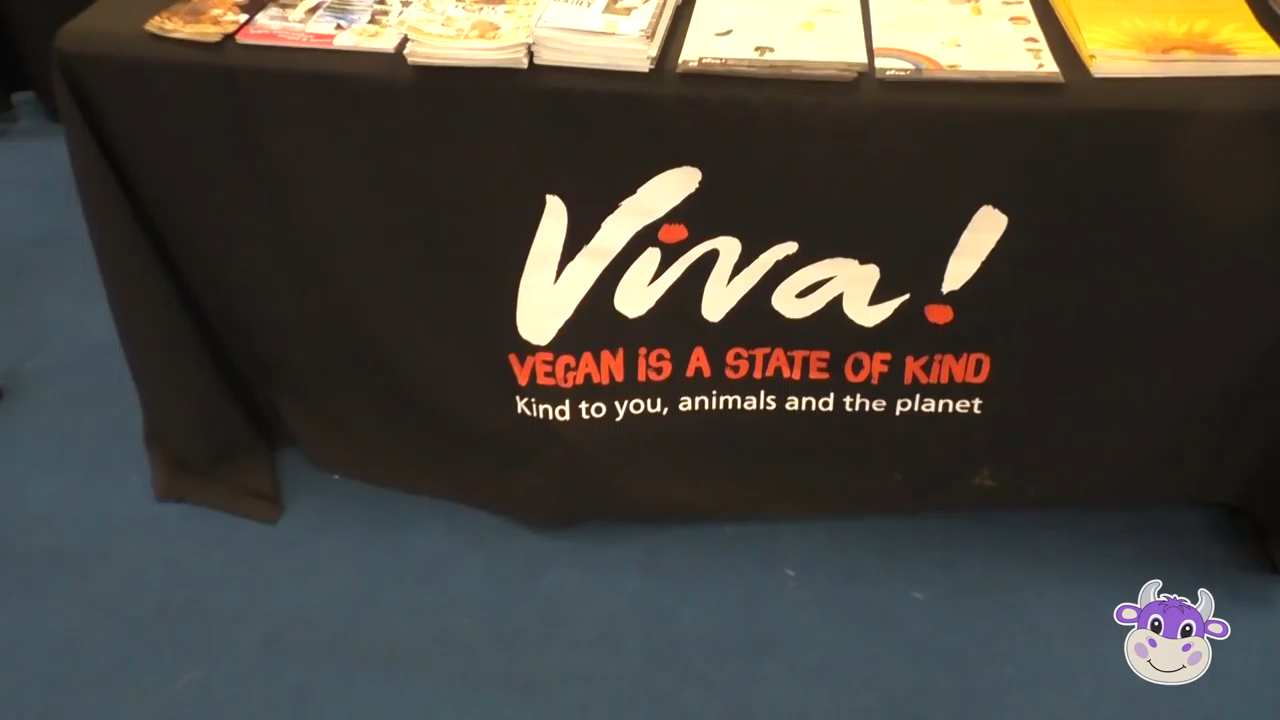 Viva!
VEGAN iS A STATE OF KiND
Kind to you, animals and the planet